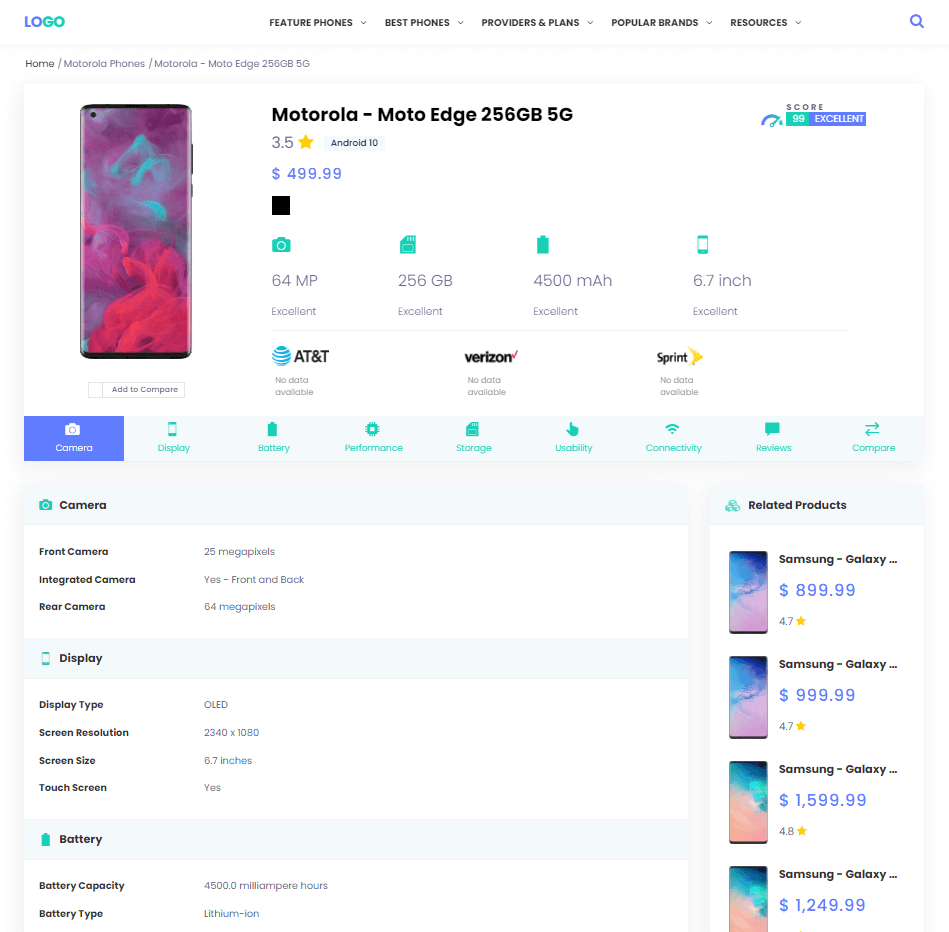 LOGO
FEATURE PHONES BEST PHONES PROVIDERS & PLANS POPULAR BRANDS RESOURCES
Home / Motorola Phones / Motorola - Moto Edge 256GB 5G
Motorola - Moto Edge 256GB 5G
SCORE
99 EXCELLENT
3.5 Android 10
$ 499.99
64 MP 256 GB 4500 mAh 6.7 inch
Excellent Excellent Excellent Excellent
AT&T verizon Sprint
No data No data No data
available available available
Add to Compare
Camera Display Battery Performance Storage Usability Connectivity Reviews Compare
Camera
Front Camera 25 megapixels
Integrated Camera Yes - Front and Back
Rear Camera 64 megapixels
Display
Display Type OLED
Screen Resolution 2340 x 1080
Screen Size 6.7 inches
Touch Screen Yes
Battery
Battery Capacity 4500.0 milliampere hours
Battery Type Lithium-ion
Related Products
Samsung - Galaxy ...
$ 899.99
4.7
Samsung - Galaxy ...
$ 999.99
4.7
Samsung - Galaxy ...
$ 1,599.99
4.8
Samsung - Galaxy ...
$ 1,249.99